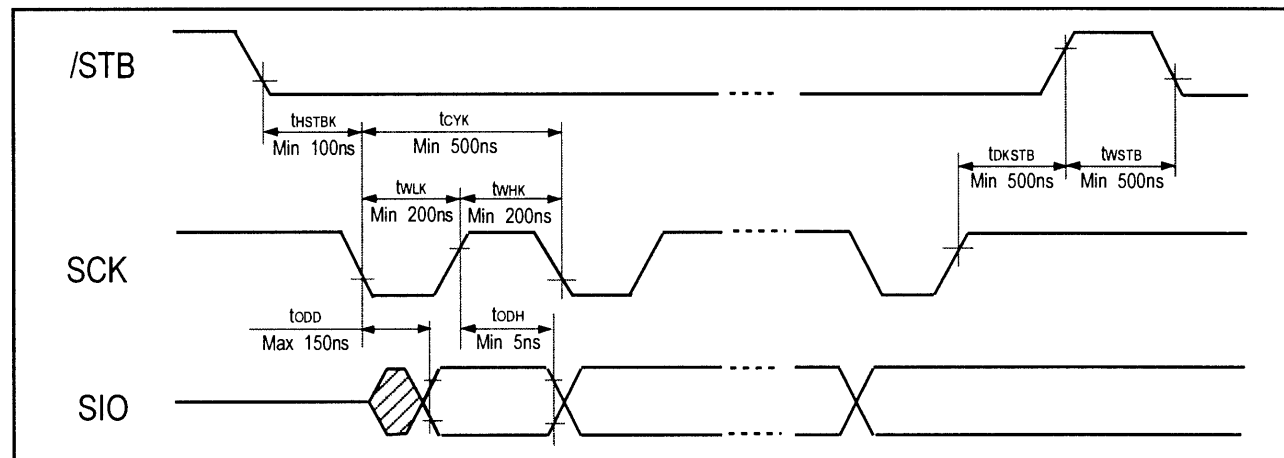 /STB
tHSTBK
Min 100ns
tCYK
Min 500ns
tDKSTB
Min 500ns
tWSTB
Min 500ns
tWLK
Min 200ns
tWHK
Min 200ns
SCK
tODD
Max 150ns
tODH
Min 5ns
SIO